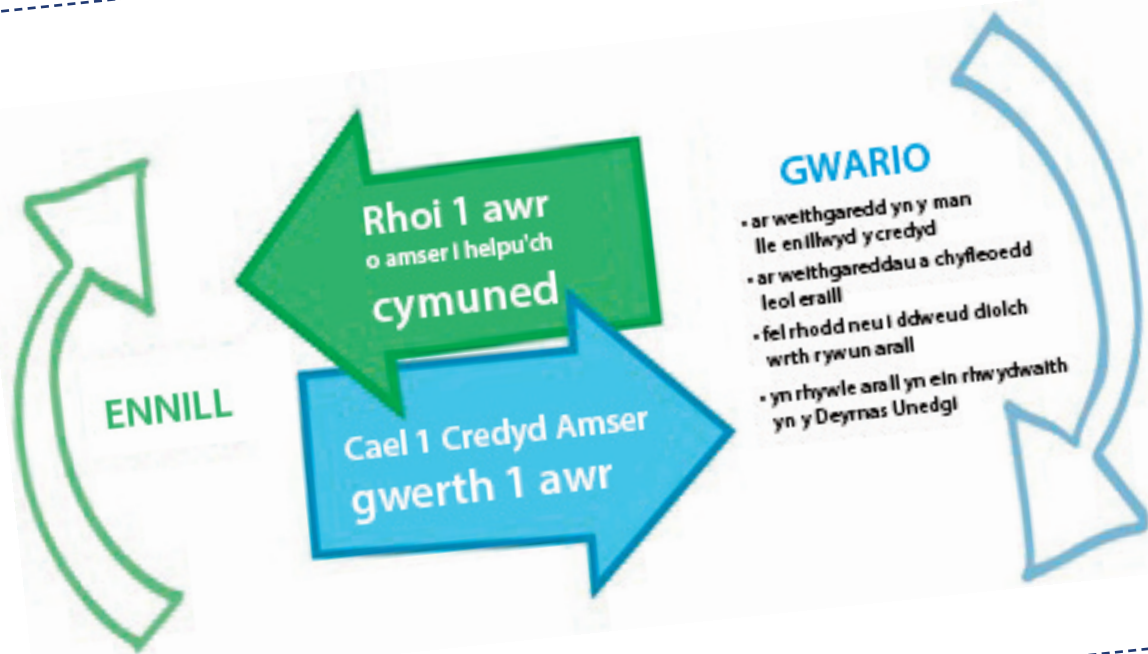 Rhoi 1 awr
o amser i helpu'ch
cymuned
ENNILL
Cael 1 Credyd Amser
gwerth 1 awr
GWARIO
• ar weithgaredd yn y man
lle enillwyd y credyd
• ar weithgareddau a chyfleoedd
leol eraill
• fel rhodd neu i ddweud diolch
wrth rywun arall
• yn rhywle arall yn ein rhwydwaith
yn y Deyrnas Unedgi